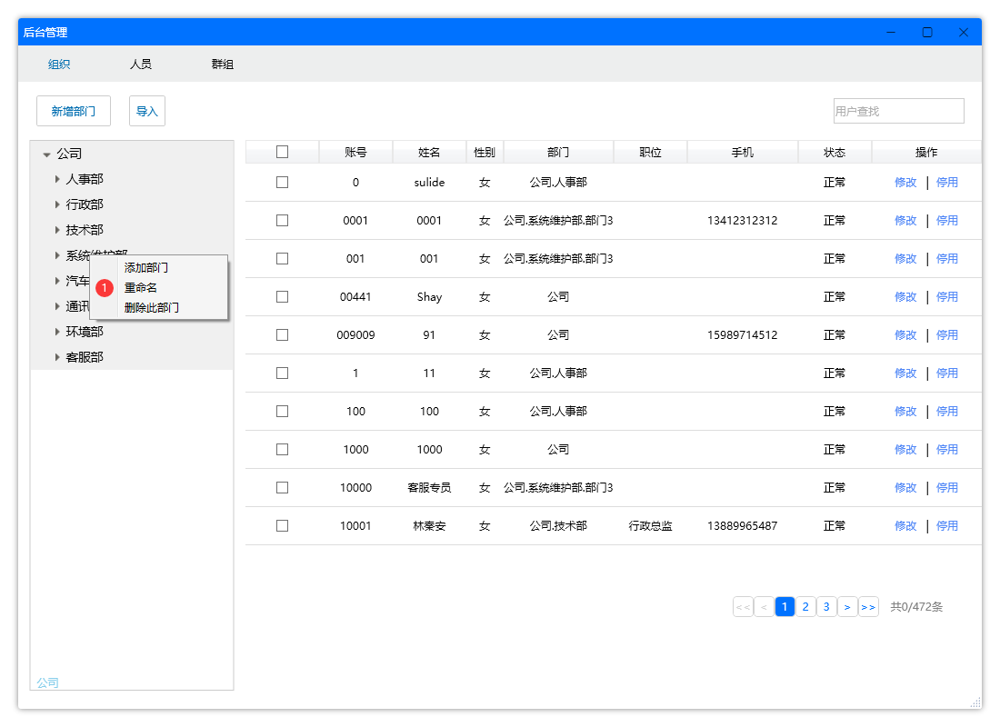 后台管理
组织 人员 群组
新增部门 导入 用户查找
公司
人事部
行政部
技术部
系统维护部
汽车
通讯
环境部
客服部
添加部门
1 重命名
删除此部门
公司
账号 姓名 性别 部门 职位 手机 状态 操作
0 sulide 女 公司.人事部 正常 修改 | 停用
0001 0001 女 公司.系统维护部.部门3 13412312312 正常 修改 | 停用
001 001 女 公司.系统维护部.部门3 正常 修改 | 停用
00441 Shay 女 公司 正常 修改 | 停用
009009 91 女 公司 15989714512 正常 修改 | 停用
1 11 女 公司.人事部 正常 修改 | 停用
100 100 女 公司.人事部 正常 修改 | 停用
1000 1000 女 公司 正常 修改 | 停用
10000 客服专员 女 公司.系统维护部.部门3 正常 修改 | 停用
10001 林秦安 女 公司.技术部 行政总监 13889965487 正常 修改 | 停用
<< < 1 2 3 > >> 共0/472条